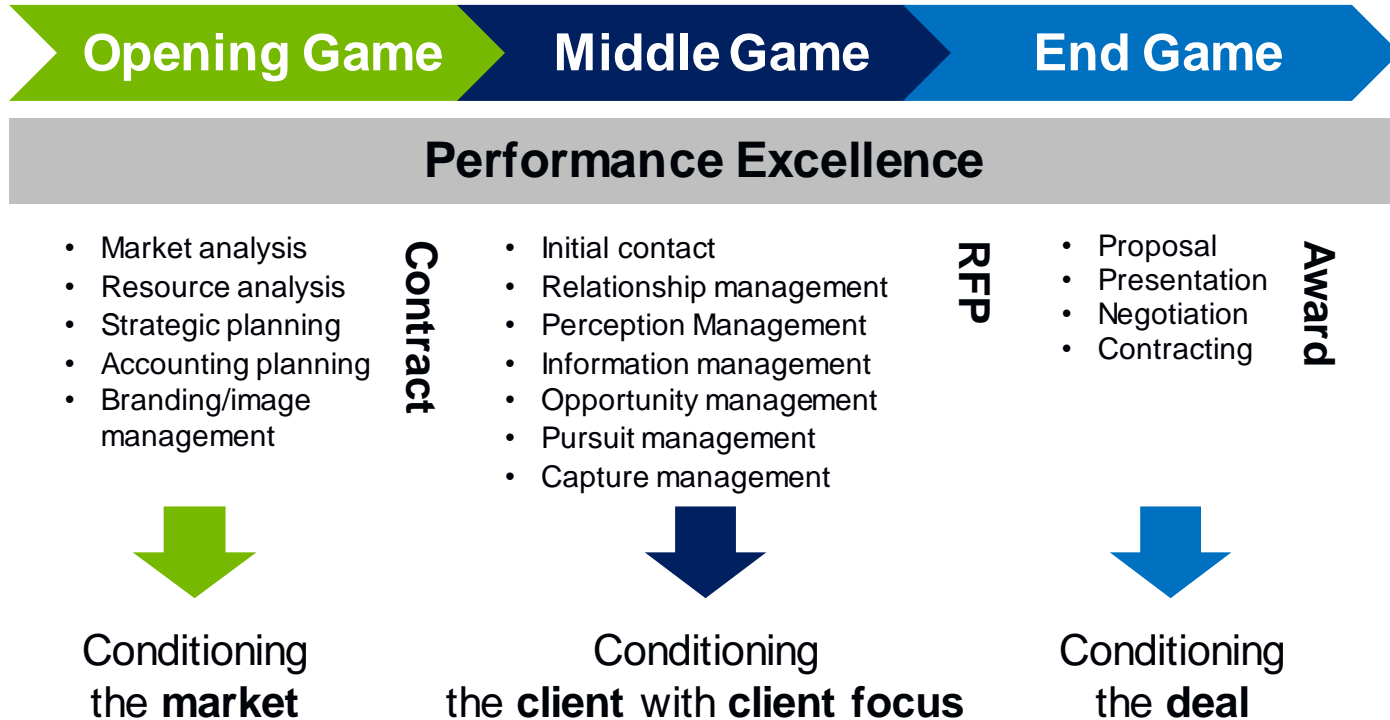 Opening Game
Middle Game
End Game
Performance Excellence
• Market analysis
• Resource analysis
• Strategic planning
• Accounting planning
• Branding/image
management
Contract
• Initial contact
• Relationship management
• Perception Management
• Information management
• Opportunity management
• Pursuit management
• Capture management
RFP
• Proposal
• Presentation
• Negotiation
• Contracting
Award
Conditioning
the market
Conditioning
the client with client focus
Conditioning
the deal